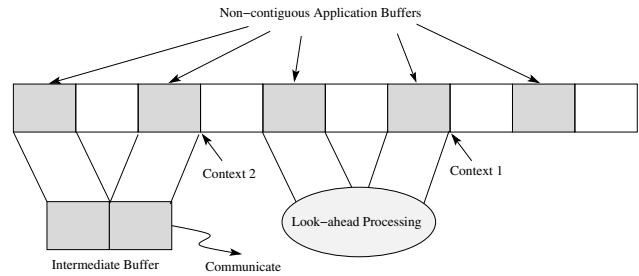 Non−contiguous Application Buffers
Context 2
Context 1
Look−ahead Processing
Intermediate Buffer
Communicate